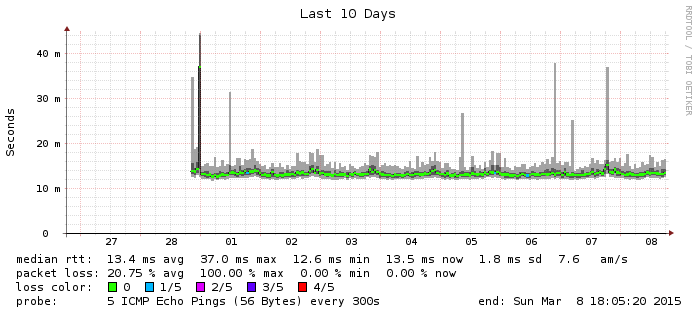 Last 10 Days
RRDTOOL / TOBI OETIKER
Seconds
40 m
30 m
20 m
10 m
0
27 28 01 02 03 04 05 06 07 08
median rtt: 13.4 ms avg 37.0 ms max 12.6 ms min 13.5 ms now 1.8 ms sd 7.6 am/s
packet loss: 20.75 % avg 100.00 % max 0.00 % min 0.00 % now
loss color: 0 1/5 2/5 3/5 4/5
probe: 5 ICMP Echo Pings (56 Bytes) every 300s end: Sun Mar 8 18:05:20 2015